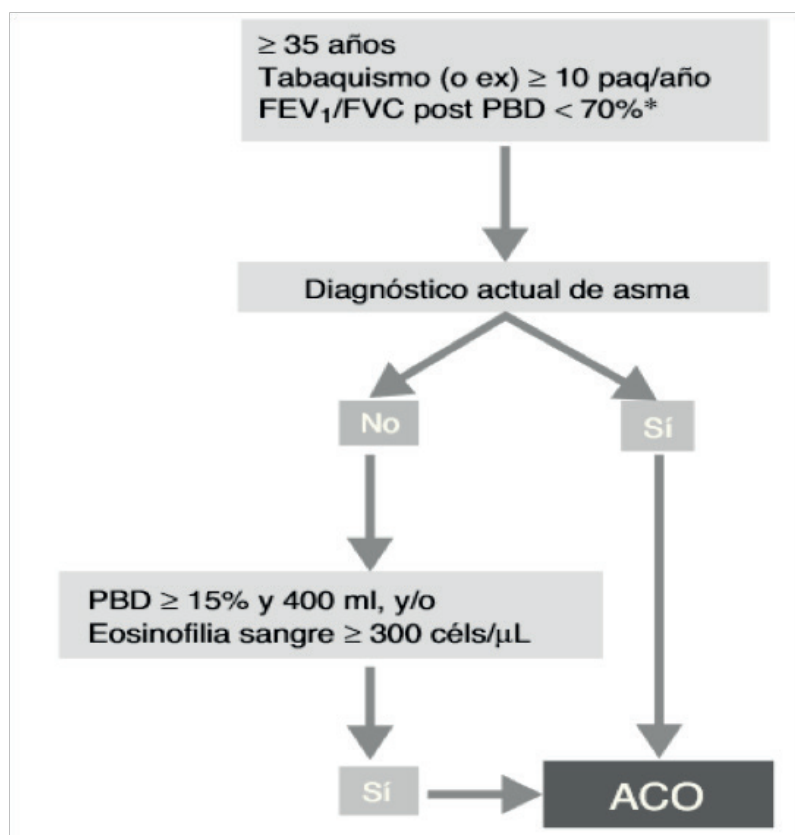 ≥ 35 años
Tabaquismo (o ex) ≥ 10 paq/año
FEV₁/FVC post PBD < 70%*
Diagnóstico actual de asma
No
Sí
PBD ≥ 15% y 400 ml, y/o
Eosinofilia sangre ≥ 300 céls/μL
Sí
ACO